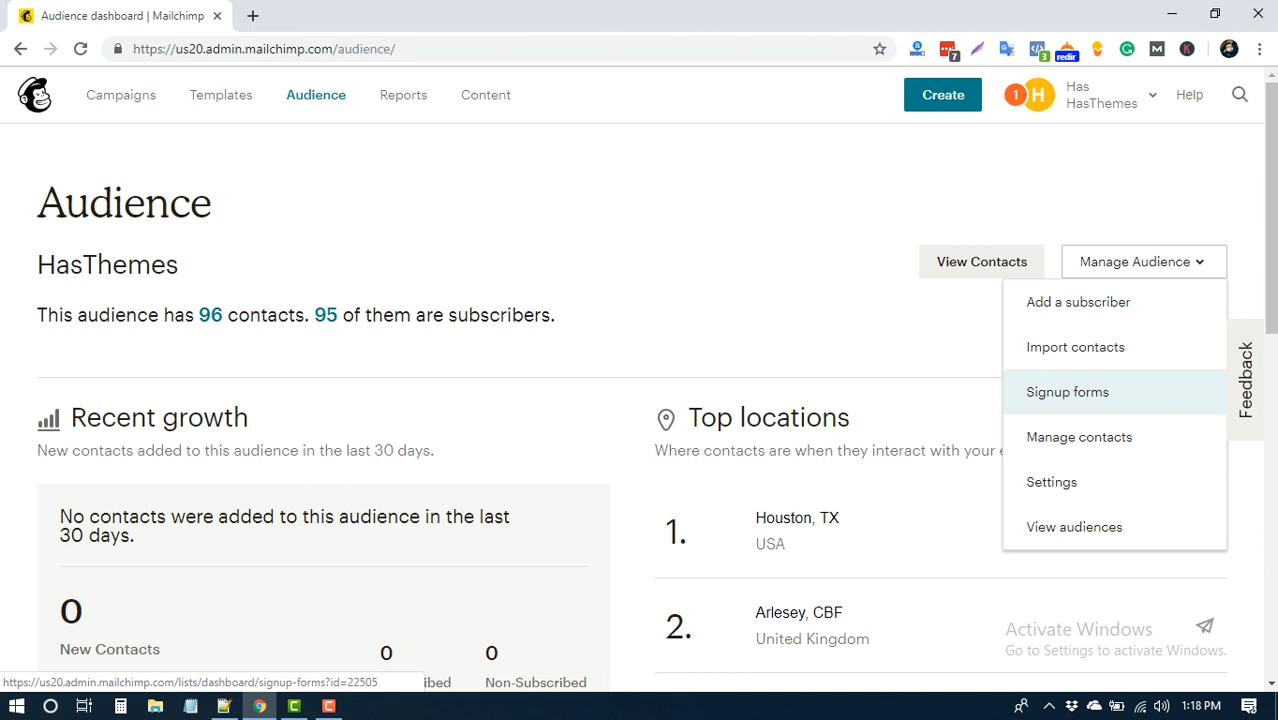 Audience dashboard | Mailchimp
https://us20.admin.mailchimp.com/audience/
7
3
redir
M
K
Campaigns
Templates
Audience
Reports
Content
Create
1
H
Has
HasThemes
Help
Audience
HasThemes
View Contacts
Manage Audience
This audience has 96 contacts. 95 of them are subscribers.
Add a subscriber
Import contacts
Signup forms
Manage contacts
Settings
View audiences
Feedback
Recent growth
New contacts added to this audience in the last 30 days.
No contacts were added to this audience in the last
30 days.
0
New Contacts
0
0
Non-Subscribed
Top locations
Where contacts are when they interact with your
1.
Houston, TX
USA
2.
Arlesey, CBF
United Kingdom
Activate Windows
Go to Settings to activate Windows.
https://us20.admin.mailchimp.com/lists/dashboard/signup-forms?id=22505
1:18 PM